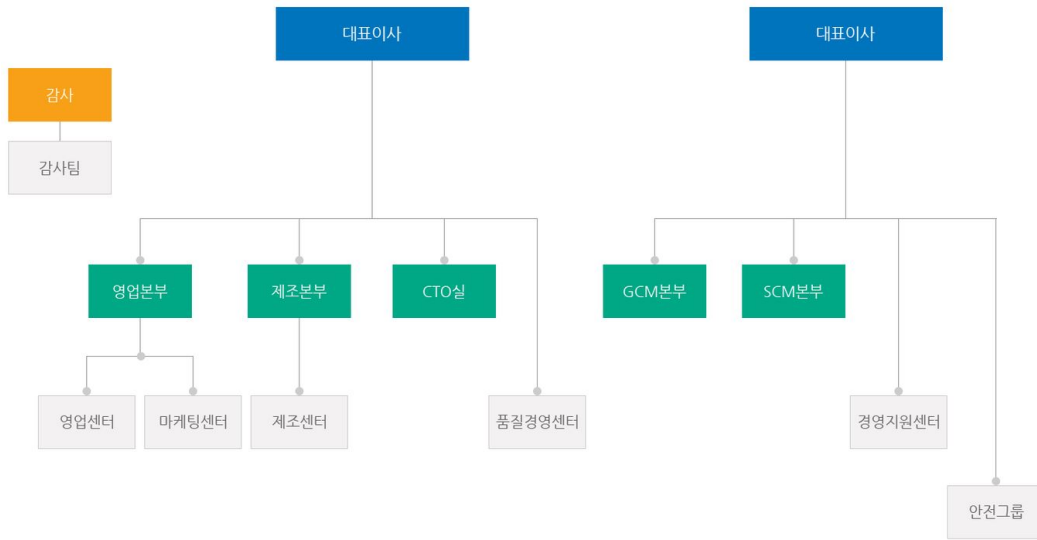 대표이사
대표이사
감사
감사팀
영업본부
제조본부
CTO실
GCM본부
SCM본부
영업센터
마케팅센터
제조센터
품질경영센터
경영지원센터
안전그룹